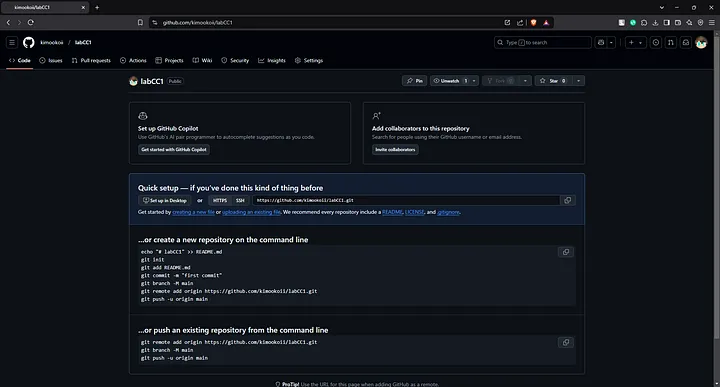 kimookoii/labCC1
github.com/kimookoii/labCC1
kimookoii / labCC1
Type / to search
Code Issues Pull requests Actions Projects Wiki Security Insights Settings
labCC1 Public
Pin Unwatch 1 Fork 0 Star 0
Set up GitHub Copilot
Use GitHub's AI pair programmer to autocomplete suggestions as you code.
Get started with GitHub Copilot
Add collaborators to this repository
Search for people using their GitHub username or email address.
Invite collaborators
Quick setup — if you've done this kind of thing before
Set up in Desktop or HTTPS SSH https://github.com/kimookoii/labCC1.git
Get started by creating a new file or uploading an existing file. We recommend every repository include a README, LICENSE, and .gitignore.
…or create a new repository on the command line
echo "# labCC1" >> README.md
git init
git add README.md
git commit -m "first commit"
git branch -M main
git remote add origin https://github.com/kimookoii/labCC1.git
git push -u origin main
…or push an existing repository from the command line
git remote add origin https://github.com/kimookoii/labCC1.git
git branch -M main
git push -u origin main
ProTip! Use the URL for this page when adding GitHub as a remote.